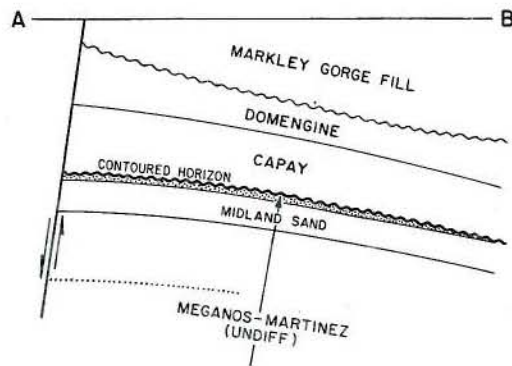 A
B
MARKLEY GORGE FILL
DOMENGINE
CAPAY
CONTOURED HORIZON
MIDLAND SAND
MEGANOS-MARTINEZ
(UNDIFF)